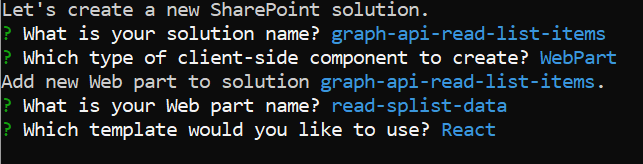 Let's create a new SharePoint solution.
? What is your solution name? graph-api-read-list-items
? Which type of client-side component to create? WebPart
Add new Web part to solution graph-api-read-list-items.
? What is your Web part name? read-splist-data
? Which template would you like to use? React